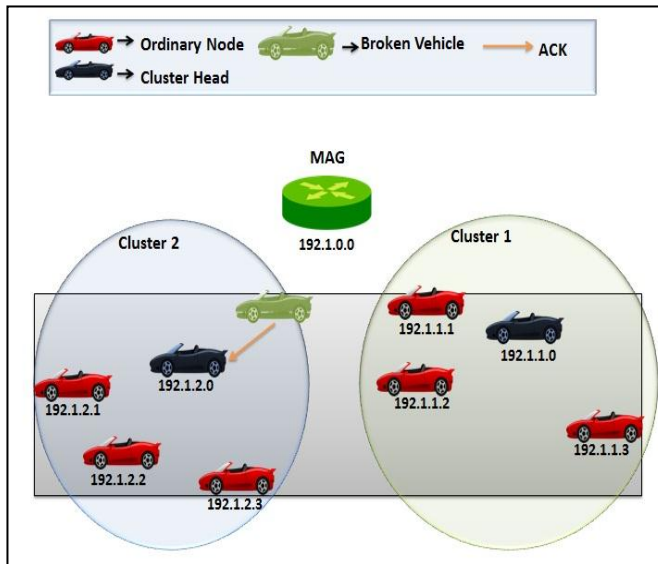 Ordinary Node
Broken Vehicle
ACK
Cluster Head
MAG
192.1.0.0
Cluster 2
Cluster 1
192.1.1.1
192.1.1.0
192.1.2.0
192.1.1.2
192.1.2.1
192.1.1.3
192.1.2.2
192.1.2.3